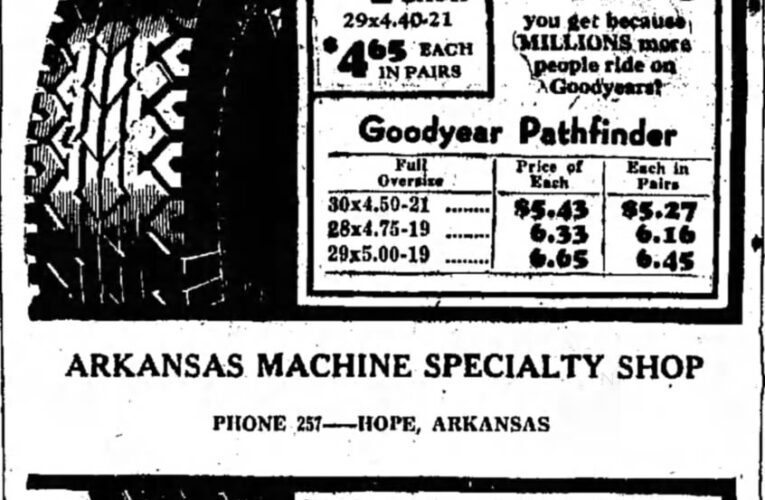 29x4.40-21
$4.65 EACH
IN PAIRS
you get because
MILLIONS more
people ride on
Goodyears!
Goodyear Pathfinder
Full Oversize Price of Each Each in Pairs
30x4.50-21 ........ $5.43 $5.27
28x4.75-19 ........ 6.33 6.16
29x5.00-19 ........ 6.65 6.45
ARKANSAS MACHINE SPECIALTY SHOP
PHONE 257——HOPE, ARKANSAS